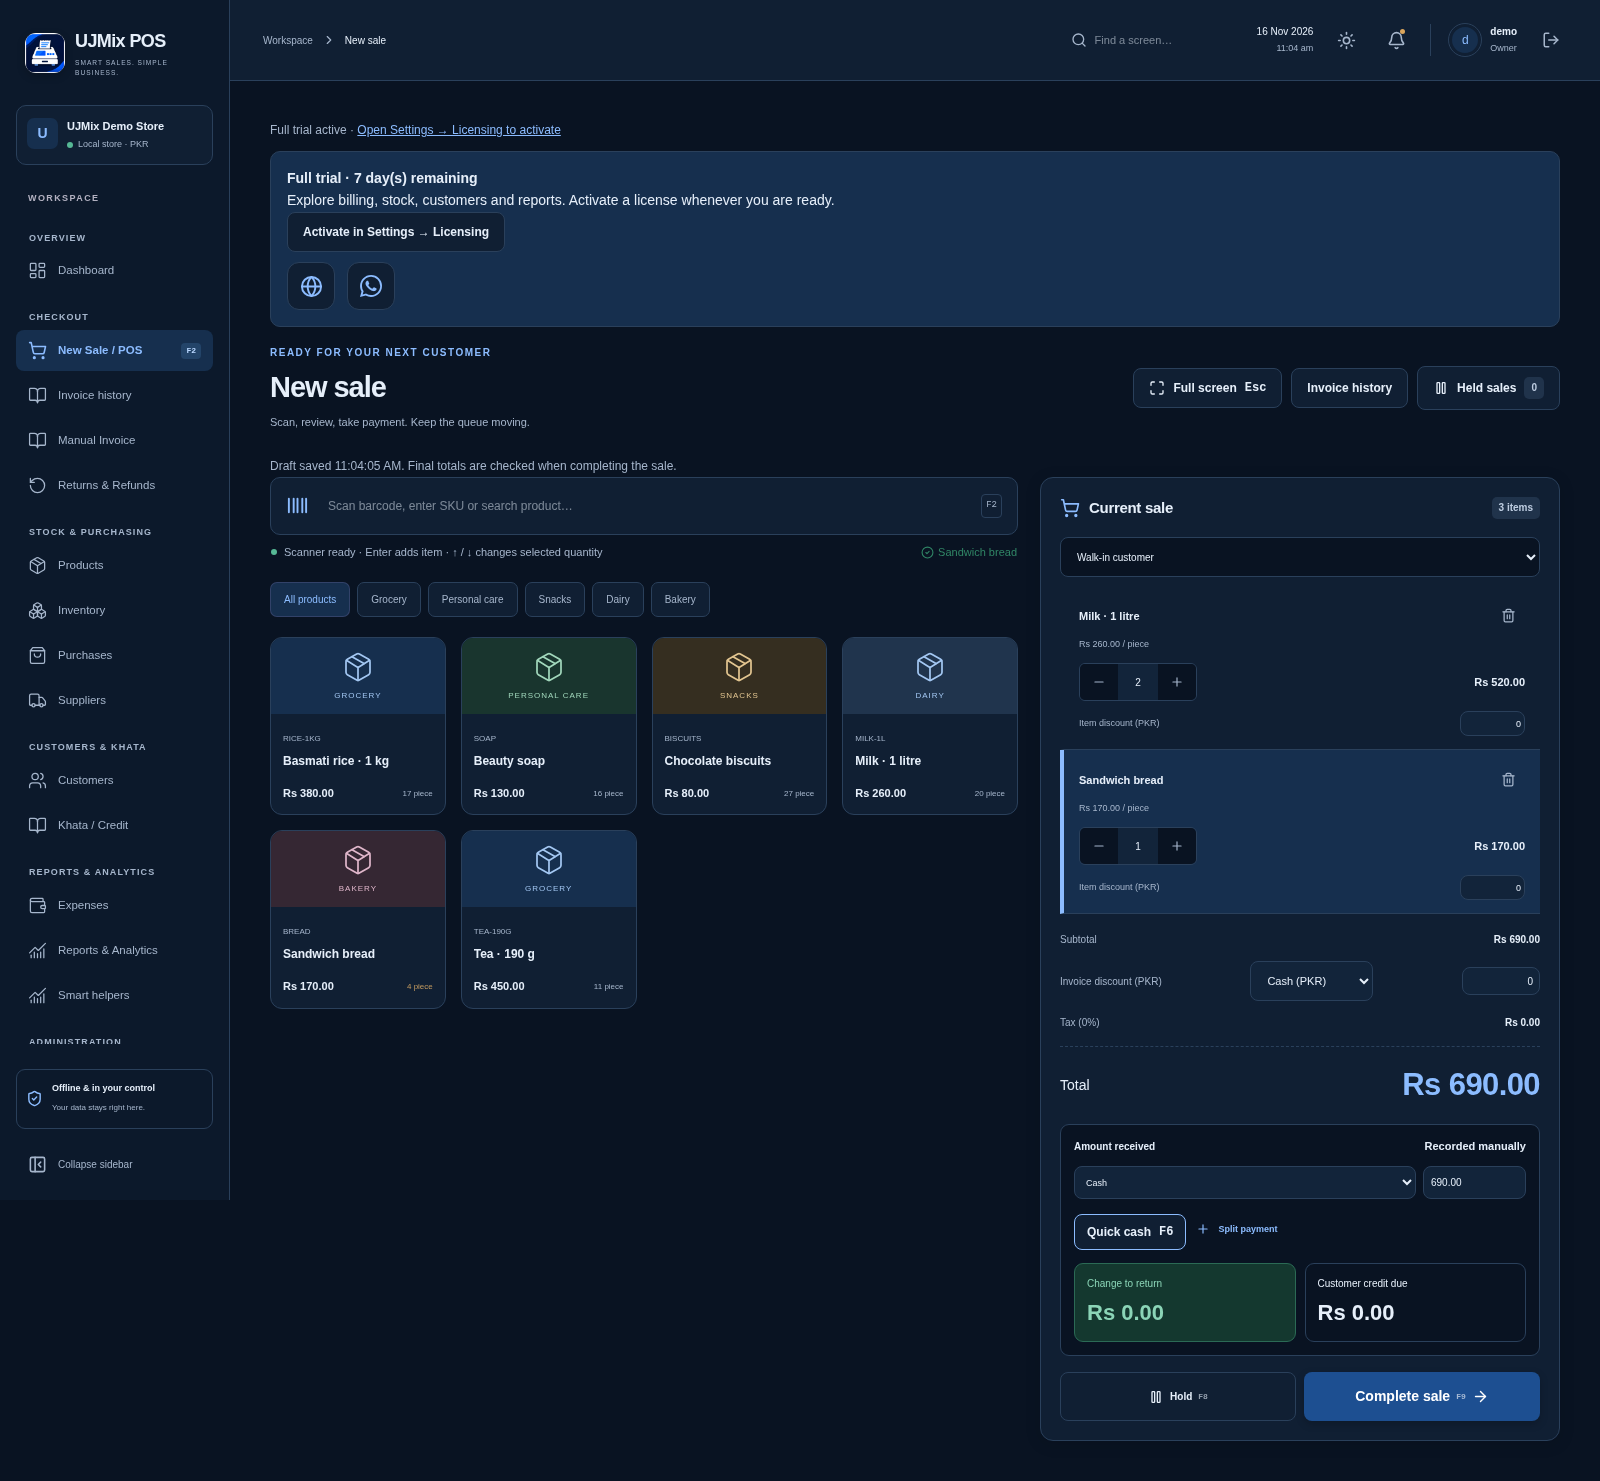 UJMix POS
SMART SALES. SIMPLE
BUSINESS.
U
UJMix Demo Store
Local store · PKR
WORKSPACE
OVERVIEW
Dashboard
CHECKOUT
New Sale / POS F2
Invoice history
Manual Invoice
Returns & Refunds
STOCK & PURCHASING
Products
Inventory
Purchases
Suppliers
CUSTOMERS & KHATA
Customers
Khata / Credit
REPORTS & ANALYTICS
Expenses
Reports & Analytics
Smart helpers
ADMINISTRATION
Offline & in your control
Your data stays right here.
Collapse sidebar
Workspace New sale
Find a screen...
16 Nov 2026
11:04 am
d
demo
Owner
Full trial active · Open Settings → Licensing to activate
Full trial · 7 day(s) remaining
Explore billing, stock, customers and reports. Activate a license whenever you are ready.
Activate in Settings → Licensing
READY FOR YOUR NEXT CUSTOMER
New sale
Scan, review, take payment. Keep the queue moving.
Full screen Esc
Invoice history
Held sales 0
Draft saved 11:04:05 AM. Final totals are checked when completing the sale.
Scan barcode, enter SKU or search product… F2
Scanner ready · Enter adds item · ↑ / ↓ changes selected quantity
Sandwich bread
All products Grocery Personal care Snacks Dairy Bakery
GROCERY
RICE-1KG
Basmati rice · 1 kg
Rs 380.00 17 piece
PERSONAL CARE
SOAP
Beauty soap
Rs 130.00 16 piece
SNACKS
BISCUITS
Chocolate biscuits
Rs 80.00 27 piece
DAIRY
MILK-1L
Milk · 1 litre
Rs 260.00 20 piece
BAKERY
BREAD
Sandwich bread
Rs 170.00 4 piece
GROCERY
TEA-190G
Tea · 190 g
Rs 450.00 11 piece
Current sale 3 items
Walk-in customer
Milk · 1 litre
Rs 260.00 / piece
2 Rs 520.00
Item discount (PKR) 0
Sandwich bread
Rs 170.00 / piece
1 Rs 170.00
Item discount (PKR) 0
Subtotal Rs 690.00
Invoice discount (PKR) Cash (PKR) 0
Tax (0%) Rs 0.00
Total Rs 690.00
Amount received Recorded manually
Cash 690.00
Quick cash F6 Split payment
Change to return
Rs 0.00
Customer credit due
Rs 0.00
Hold F8
Complete sale F9